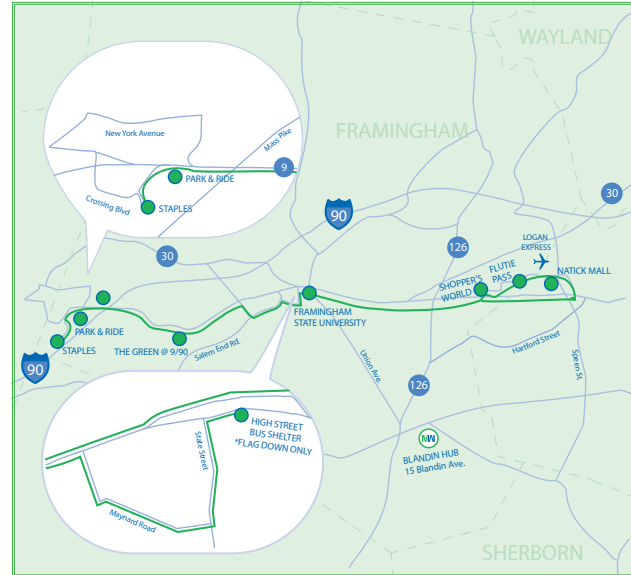 WAYLAND
FRAMINGHAM
New York Avenue
Mass Pike
9
PARK & RIDE
Crossing Blvd
STAPLES
90
30
30
126
LOGAN
EXPRESS
FLUTIE
PASS
SHOPPER'S
WORLD
NATICK MALL
FRAMINGHAM
STATE UNIVERSITY
PARK & RIDE
STAPLES
THE GREEN @ 9/90
Salem End Rd.
90
Union Ave.
Hartford Street
Speen St.
126
HIGH STREET
BUS SHELTER
*FLAG DOWN ONLY
State Street
Maynard Road
BLANDIN HUB
15 Blandin Ave.
SHERBORN